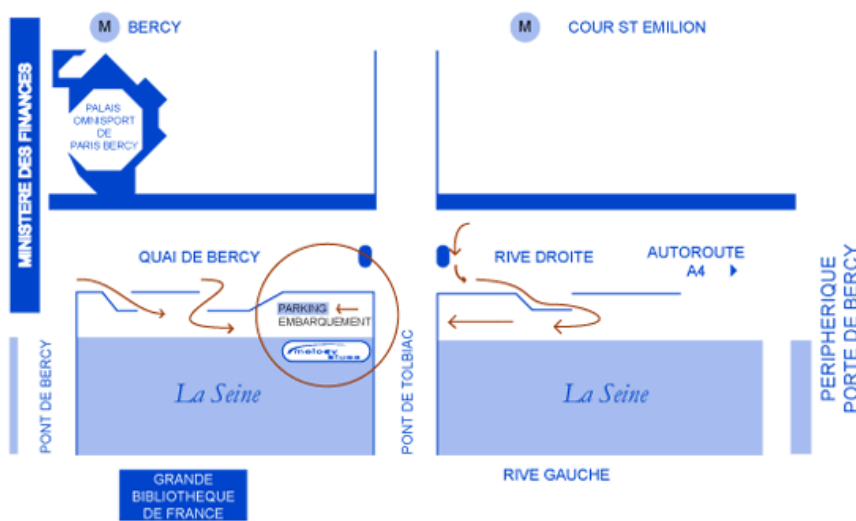 M BERCY
M COUR ST EMILION
MINISTERE DES FINANCES
PALAIS
OMNISPORT
DE
PARIS BERCY
QUAI DE BERCY
RIVE DROITE
AUTOROUTE
A4
PARKING
EMBARQUEMENT
melody blues
PONT DE BERCY
La Seine
PONT DE TOLBIAC
La Seine
PERIPHERIQUE
PORTE DE BERCY
GRANDE
BIBLIOTHEQUE
DE FRANCE
RIVE GAUCHE